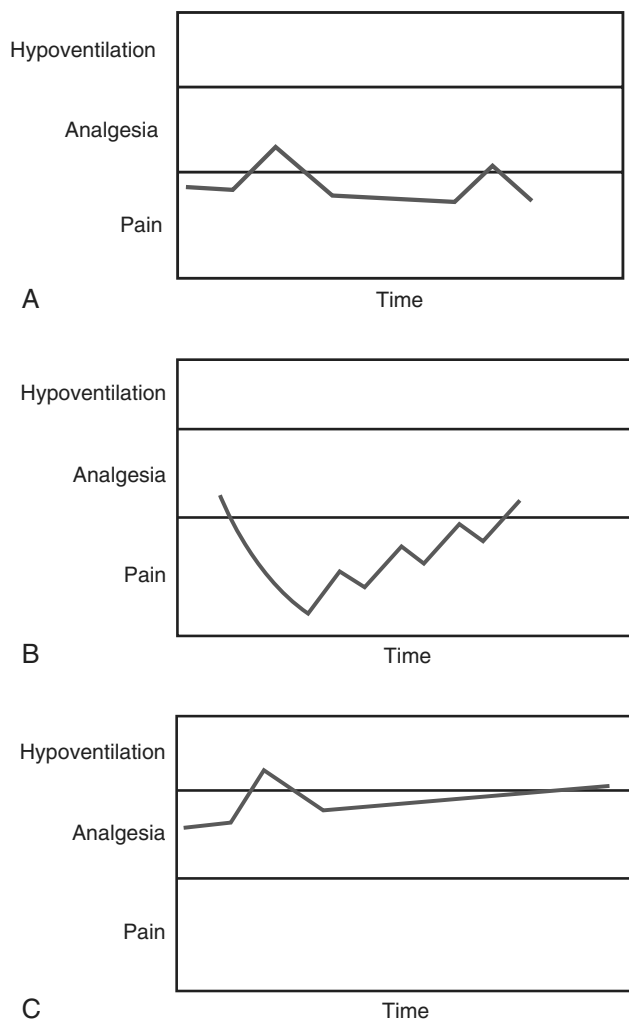 Hypoventilation
Analgesia
Pain
A
Time
Hypoventilation
Analgesia
Pain
B
Time
Hypoventilation
Analgesia
Pain
C
Time